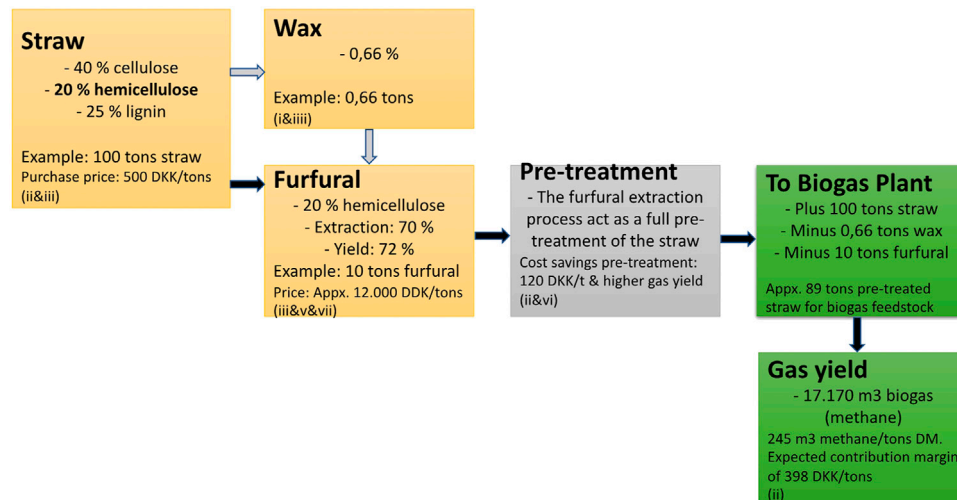 Straw
- 40 % cellulose
- 20 % hemicellulose
- 25 % lignin
Example: 100 tons straw
Purchase price: 500 DKK/tons
(ii&iii)
Wax
- 0,66 %
Example: 0,66 tons
(i&iiii)
Furfural
- 20 % hemicellulose
- Extraction: 70 %
- Yield: 72 %
Example: 10 tons furfural
Price: Appx. 12.000 DDK/tons
(iii&v&vii)
Pre-treatment
- The furfural extraction
process act as a full pre-
treatment of the straw
Cost savings pre-treatment:
120 DKK/t & higher gas yield
(ii&vi)
To Biogas Plant
- Plus 100 tons straw
- Minus 0,66 tons wax
- Minus 10 tons furfural
Appx. 89 tons pre-treated
straw for biogas feedstock
Gas yield
- 17.170 m3 biogas
(methane)
245 m3 methane/tons DM.
Expected contribution margin
of 398 DKK/tons
(ii)